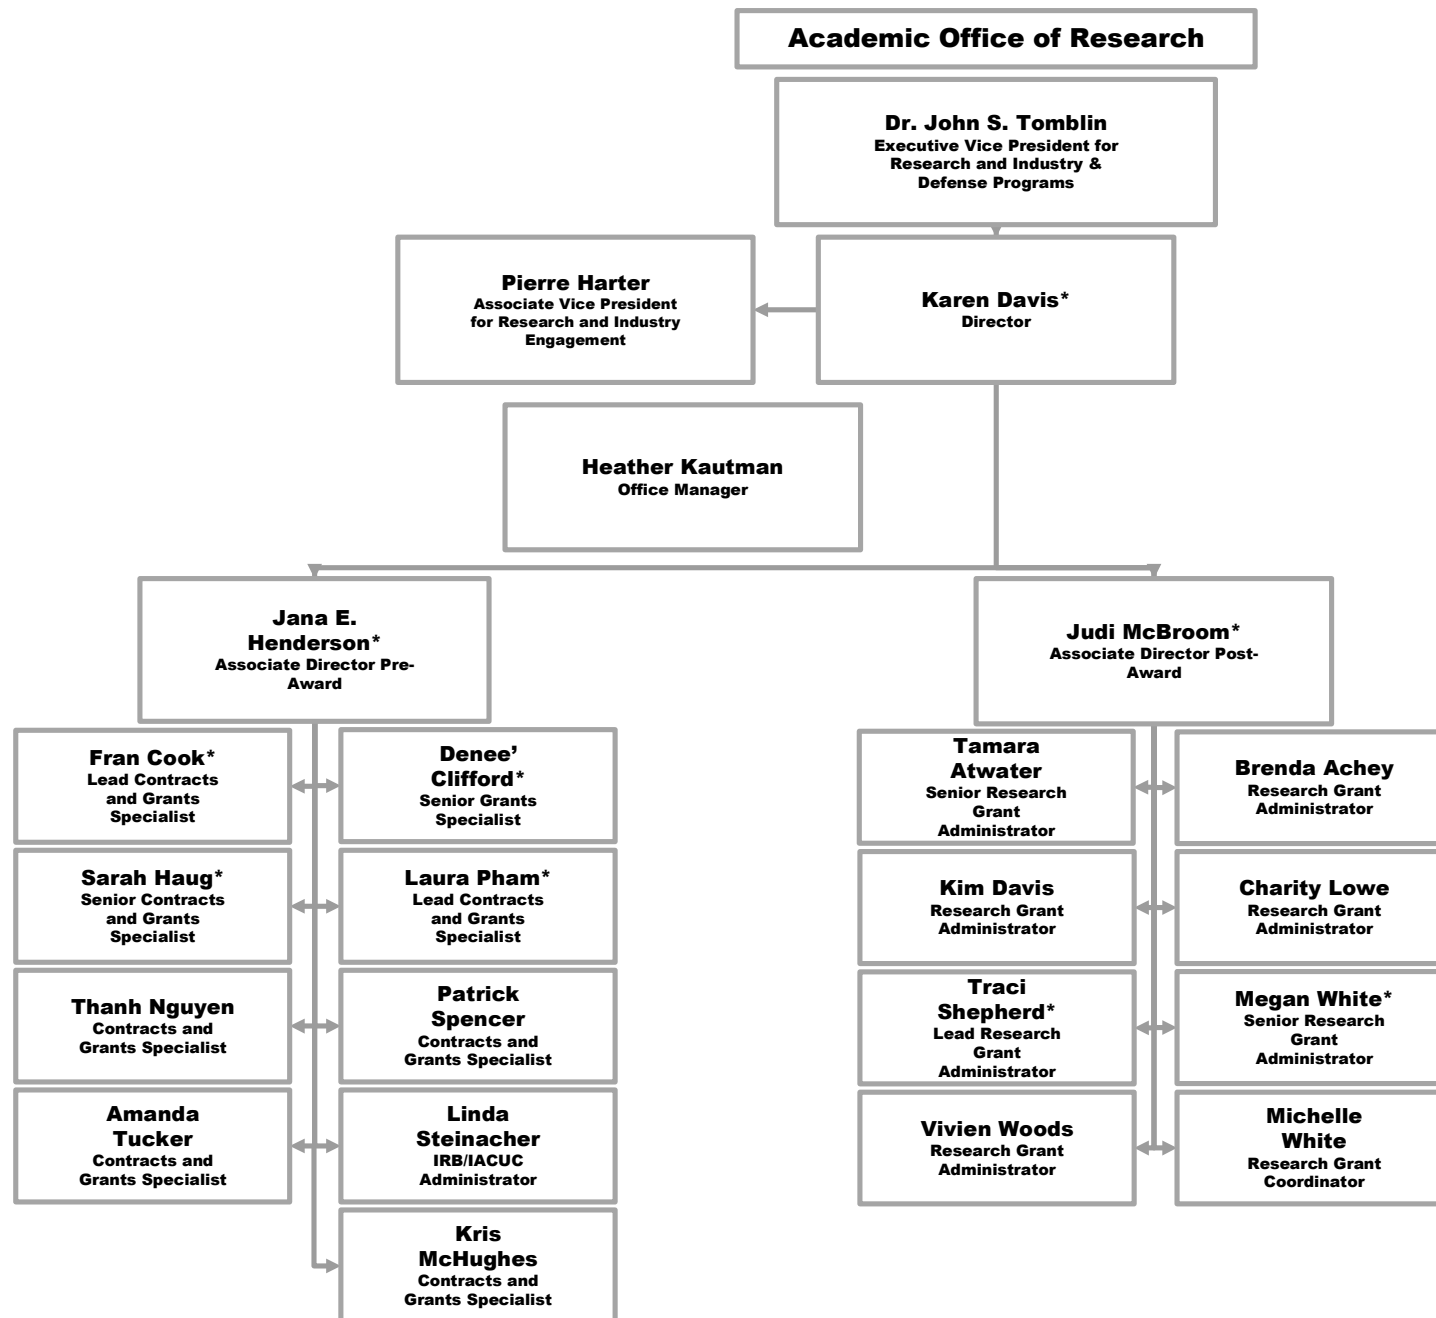 Academic Office of Research
Dr. John S. Tomblin
Executive Vice President for
Research and Industry &
Defense Programs
Pierre Harter
Associate Vice President
for Research and Industry
Engagement
Karen Davis*
Director
Heather Kautman
Office Manager
Jana E.
Henderson*
Associate Director Pre-
Award
Judi McBroom*
Associate Director Post-
Award
Fran Cook*
Lead Contracts
and Grants
Specialist
Denee’
Clifford*
Senior Grants
Specialist
Sarah Haug*
Senior Contracts
and Grants
Specialist
Laura Pham*
Lead Contracts
and Grants
Specialist
Thanh Nguyen
Contracts and
Grants Specialist
Patrick
Spencer
Contracts and
Grants Specialist
Amanda
Tucker
Contracts and
Grants Specialist
Linda
Steinacher
IRB/IACUC
Administrator
Kris
McHughes
Contracts and
Grants Specialist
Tamara
Atwater
Senior Research
Grant
Administrator
Brenda Achey
Research Grant
Administrator
Kim Davis
Research Grant
Administrator
Charity Lowe
Research Grant
Administrator
Traci
Shepherd*
Lead Research
Grant
Administrator
Megan White*
Senior Research
Grant
Administrator
Vivien Woods
Research Grant
Administrator
Michelle
White
Research Grant
Coordinator